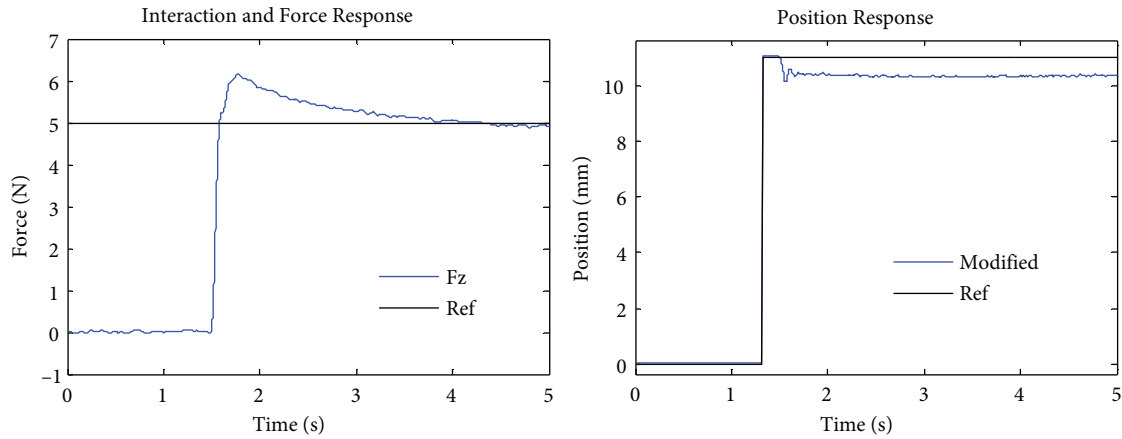 Interaction and Force Response
7
6
5
4
3
2
1
0
−1
Force (N)
Fz
Ref
0 1 2 3 4 5
Time (s)
Position Response
10
8
6
4
2
0
Position (mm)
Modified
Ref
0 1 2 3 4 5
Time (s)